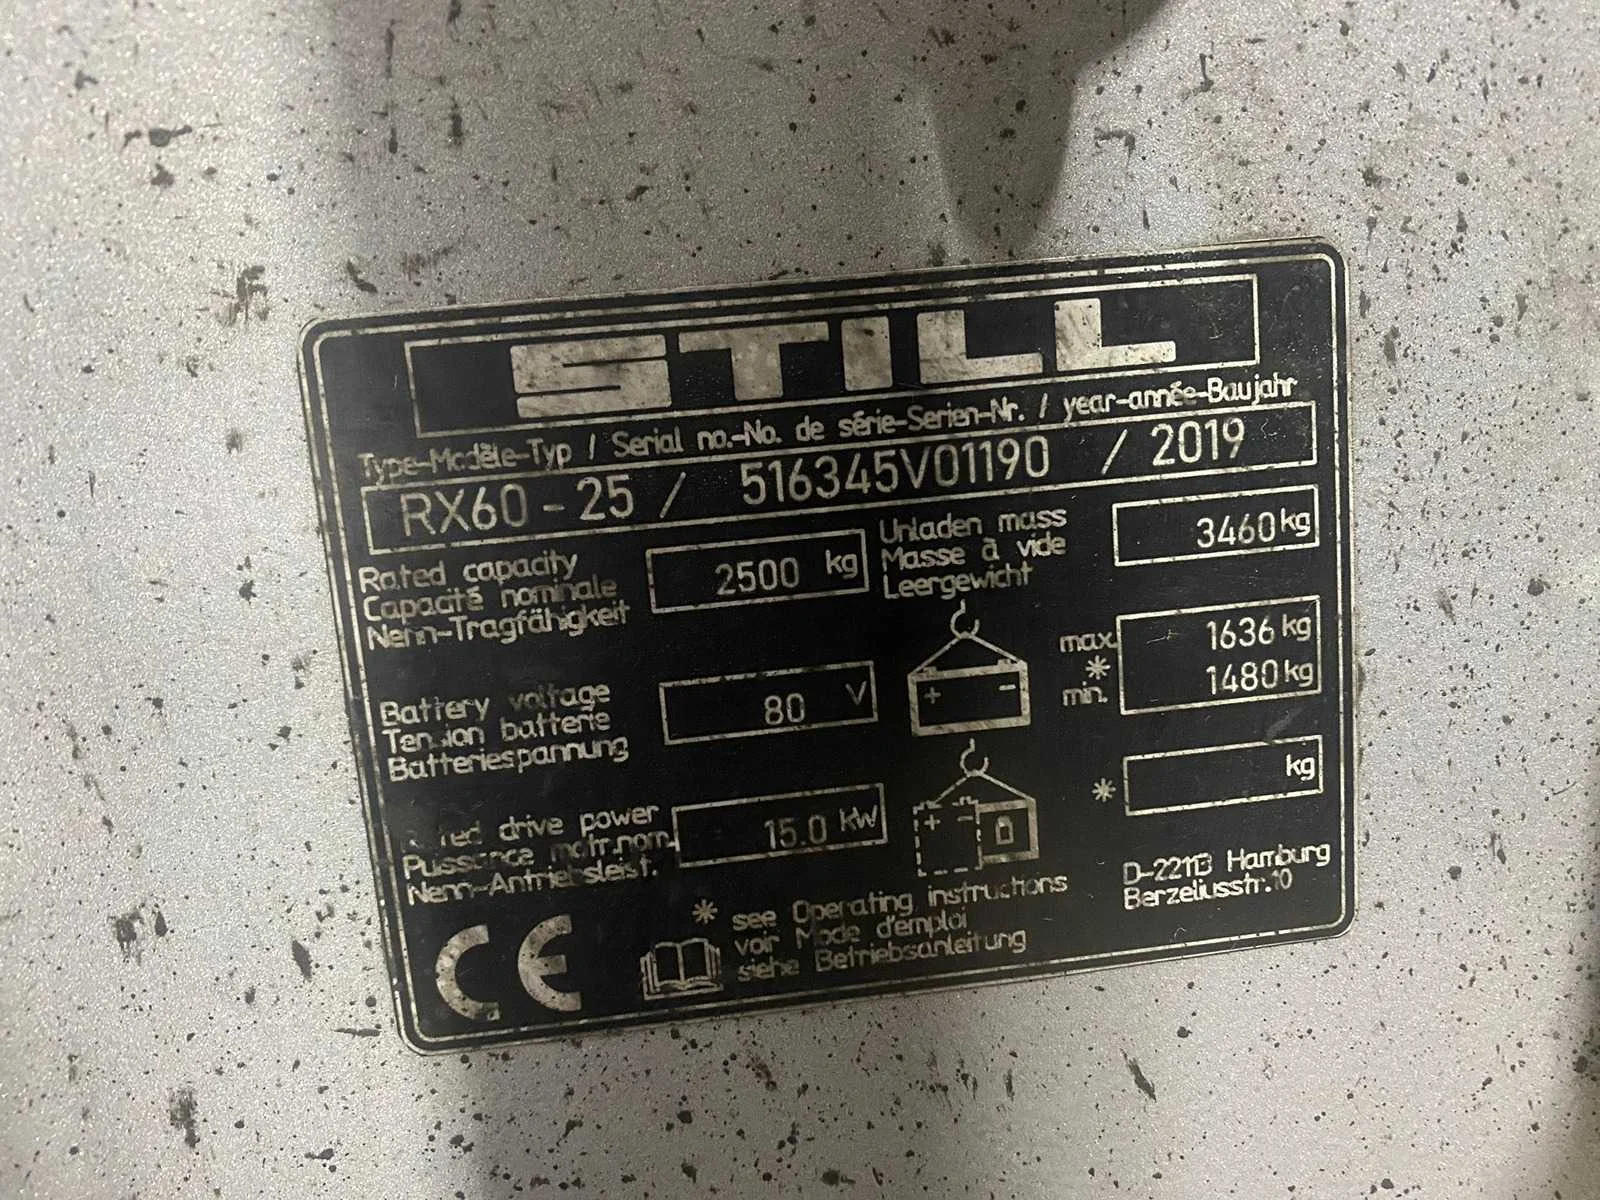 STILL
Type-Modèle-Typ / Serial no.-No. de série-Serien-Nr. / year-année-Baujahr
RX60-25 / 516345V01190 / 2019
Rated capacity
Capacité nominale
Nenn-Tragfähigkeit
2500 kg
Unladen mass
Masse à vide
Leergewicht
3460 kg
Battery voltage
Tension batterie
Batteriespannung
80 V
+ -
max.
*
min.
1636 kg
1480 kg
Rated drive power
Puissance motr.nom.
Nenn-Antriebsleist.
15.0 kW
+ -
* kg
CE
* see Operating instructions
voir Mode d'emploi
siehe Betriebsanleitung
D-22113 Hamburg
Berzeliusstr.10